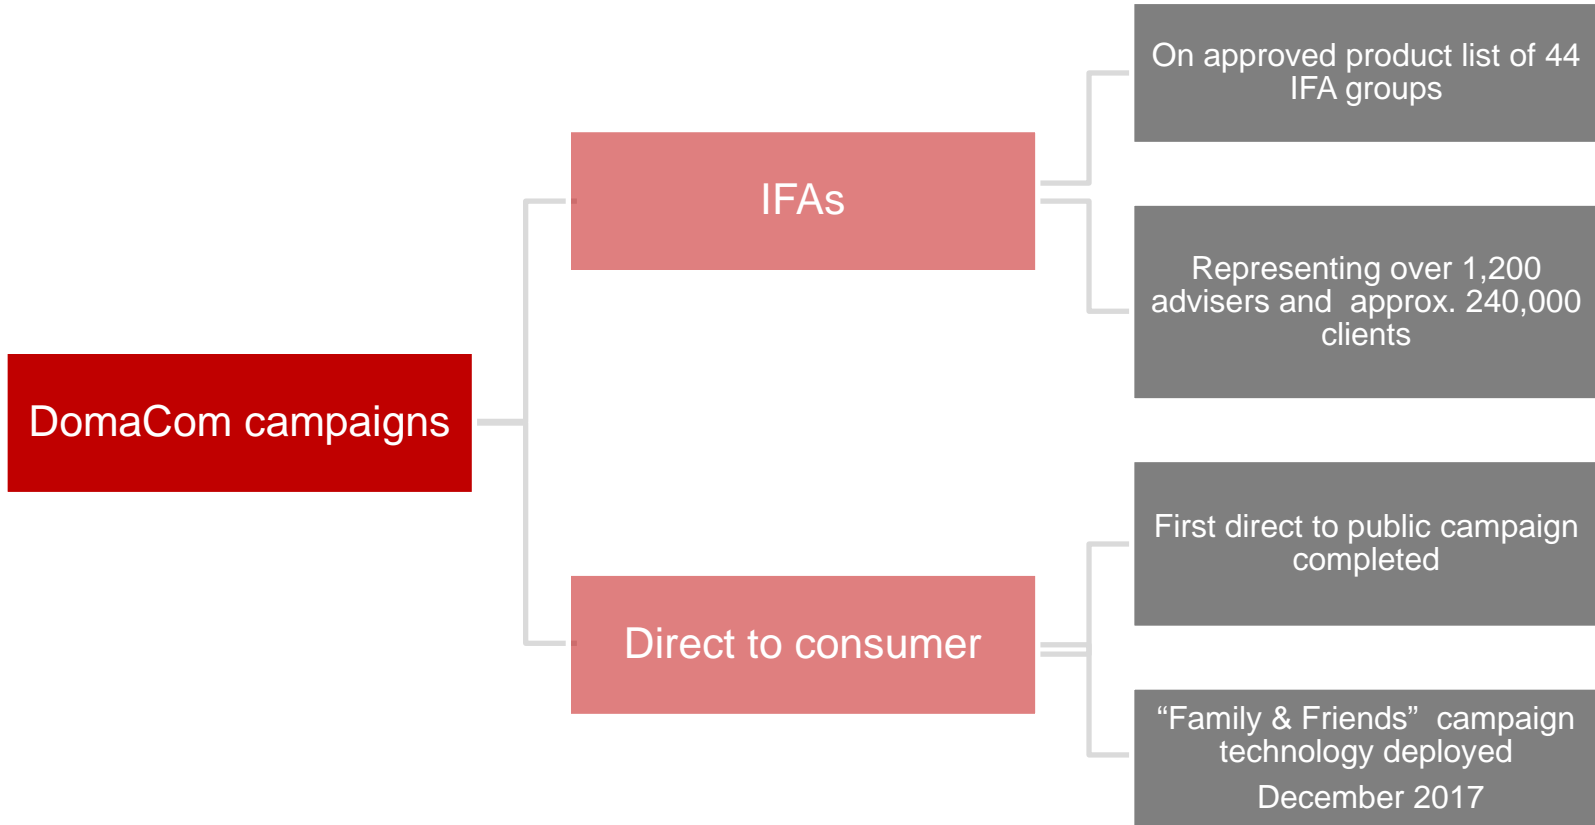 DomaCom campaigns
IFAs
On approved product list of 44
IFA groups
Representing over 1,200
advisers and  approx. 240,000
clients
Direct to consumer
First direct to public campaign
completed
“Family & Friends”  campaign
technology deployed
December 2017